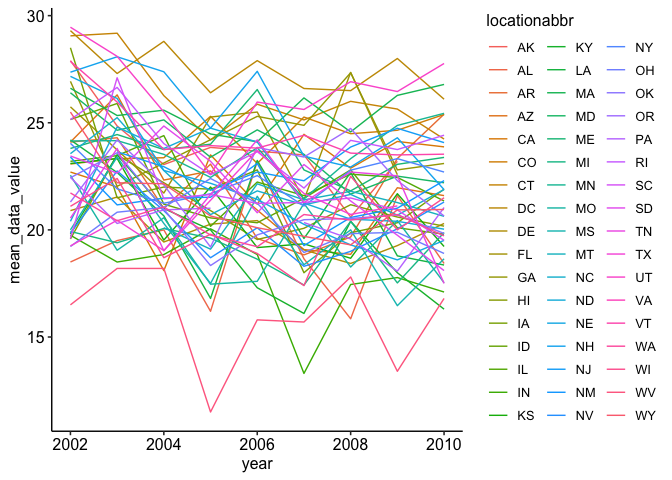 locationabbr
30
25
20
15
mean_data_value
2002
2004
2006
2008
2010
year
AK KY NY
AL LA OH
AR MA OK
AZ MD OR
CA ME PA
CO MI RI
CT MN SC
DC MO SD
DE MS TN
FL MT TX
GA NC UT
HI ND VA
IA NE VT
ID NH WA
IL NJ WI
IN NM WV
KS NV WY